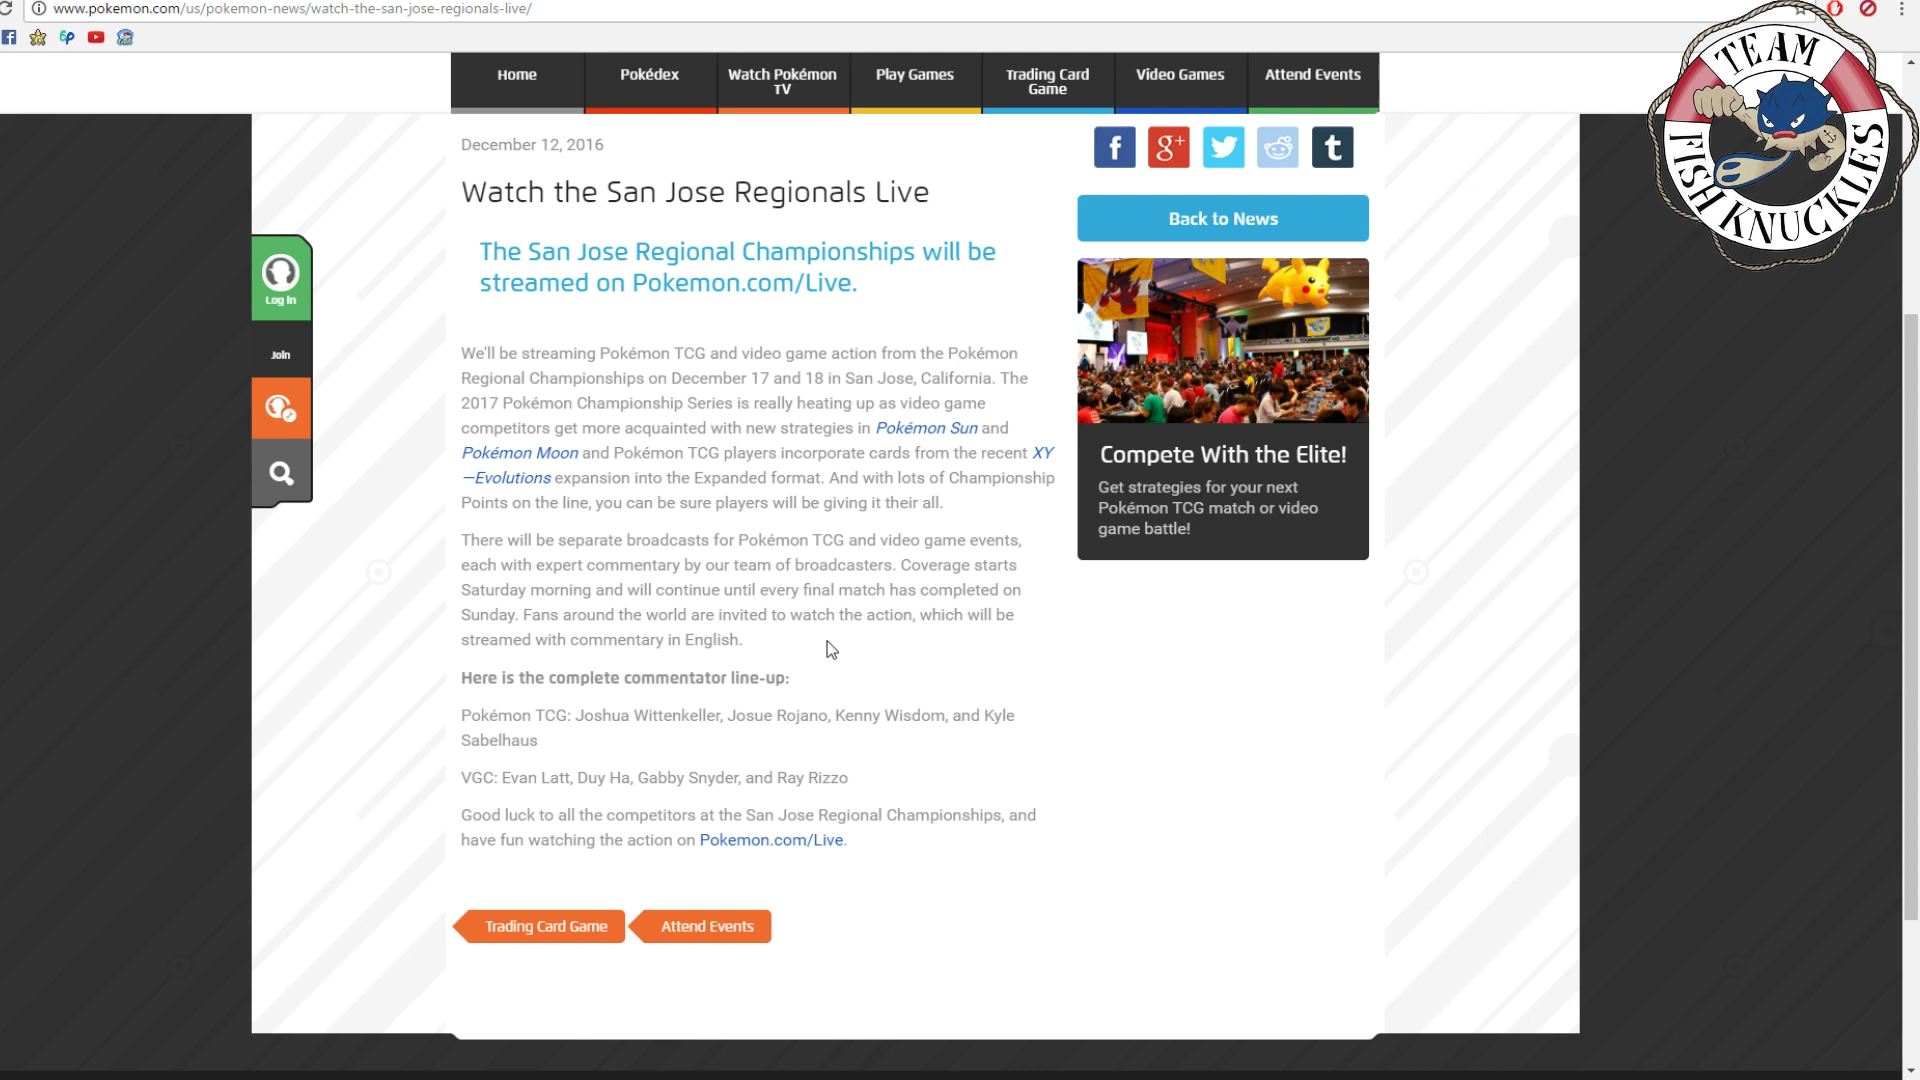 www.pokemon.com/us/pokemon-news/watch-the-san-jose-regionals-live/
TEAM
FISH KNUCKLES
Home
Pokédex
Watch Pokémon
TV
Play Games
Trading Card
Game
Video Games
Attend Events
December 12, 2016
Watch the San Jose Regionals Live
The San Jose Regional Championships will be
streamed on Pokemon.com/Live.
Back to News
Log In
Join
We'll be streaming Pokémon TCG and video game action from the Pokémon
Regional Championships on December 17 and 18 in San Jose, California. The
2017 Pokémon Championship Series is really heating up as video game
competitors get more acquainted with new strategies in Pokémon Sun and
Pokémon Moon and Pokémon TCG players incorporate cards from the recent XY
—Evolutions expansion into the Expanded format. And with lots of Championship
Points on the line, you can be sure players will be giving it their all.
Compete With the Elite!
Get strategies for your next
Pokémon TCG match or video
game battle!
There will be separate broadcasts for Pokémon TCG and video game events,
each with expert commentary by our team of broadcasters. Coverage starts
Saturday morning and will continue until every final match has completed on
Sunday. Fans around the world are invited to watch the action, which will be
streamed with commentary in English.
Here is the complete commentator line-up:
Pokémon TCG: Joshua Wittenkeller, Josue Rojano, Kenny Wisdom, and Kyle
Sabelhaus
VGC: Evan Latt, Duy Ha, Gabby Snyder, and Ray Rizzo
Good luck to all the competitors at the San Jose Regional Championships, and
have fun watching the action on Pokemon.com/Live.
Trading Card Game
Attend Events